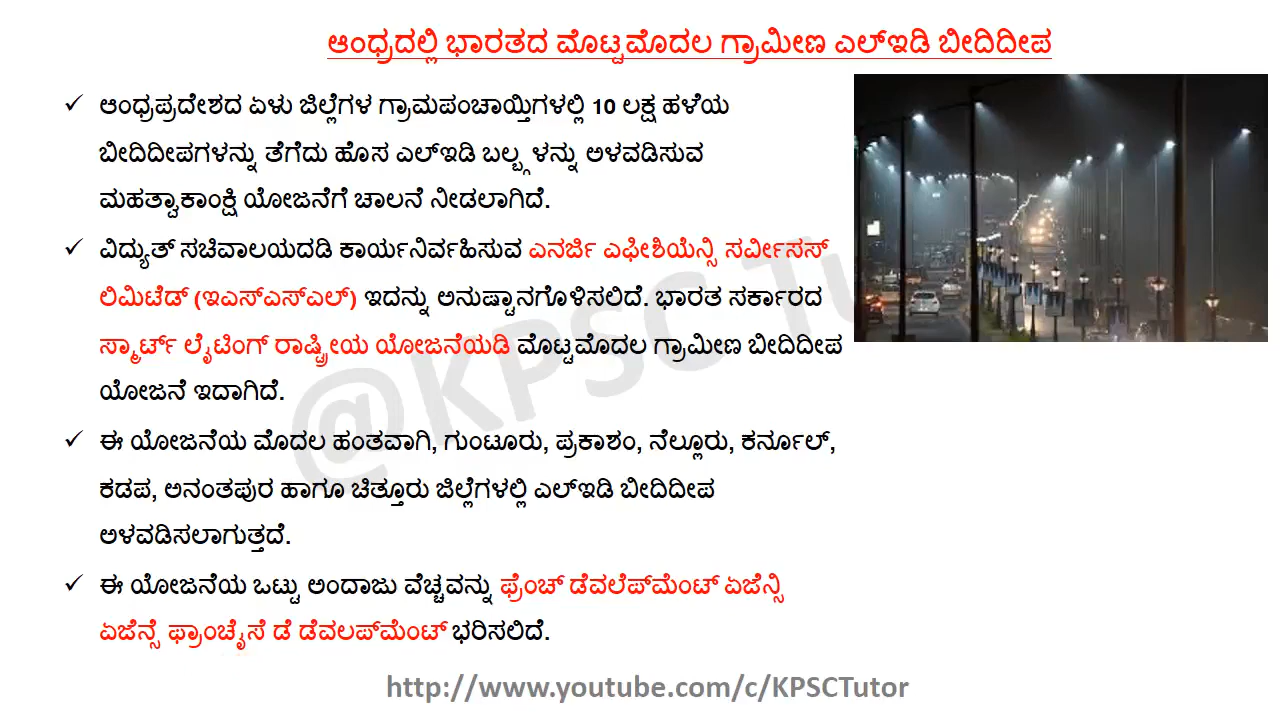 ಆಂಧ್ರದಲ್ಲಿ ಭಾರತದ ಮೊಟ್ಟಮೊದಲ ಗ್ರಾಮೀಣ ಎಲ್‌ಇಡಿ ಬೀದಿದೀಪ
✓ ಆಂಧ್ರಪ್ರದೇಶದ ಏಳು ಜಿಲ್ಲೆಗಳ ಗ್ರಾಮಪಂಚಾಯ್ತಿಗಳಲ್ಲಿ 10 ಲಕ್ಷ ಹಳೆಯ
ಬೀದಿದೀಪಗಳನ್ನು ತೆಗೆದು ಹೊಸ ಎಲ್‌ಇಡಿ ಬಲ್ಬ್ಗಳನ್ನು ಅಳವಡಿಸುವ
ಮಹತ್ವಾಕಾಂಕ್ಷಿ ಯೋಜನೆಗೆ ಚಾಲನೆ ನೀಡಲಾಗಿದೆ.
✓ ವಿದ್ಯುತ್ ಸಚಿವಾಲಯದಡಿ ಕಾರ್ಯನಿರ್ವಹಿಸುವ ಎನರ್ಜಿ ಎಫೀಶಿಯೆನ್ಸಿ ಸರ್ವೀಸಸ್
ಲಿಮಿಟೆಡ್ (ಇಎಸ್‌ಎಸ್‌ಎಲ್) ಇದನ್ನು ಅನುಷ್ಟಾನಗೊಳಿಸಲಿದೆ. ಭಾರತ ಸರ್ಕಾರದ
ಸ್ಮಾರ್ಟ್ ಲೈಟಿಂಗ್ ರಾಷ್ಟ್ರೀಯ ಯೋಜನೆಯಡಿ ಮೊಟ್ಟಮೊದಲ ಗ್ರಾಮೀಣ ಬೀದಿದೀಪ
ಯೋಜನೆ ಇದಾಗಿದೆ.
✓ ಈ ಯೋಜನೆಯ ಮೊದಲ ಹಂತವಾಗಿ, ಗುಂಟೂರು, ಪ್ರಕಾಶಂ, ನೆಲ್ಲೂರು, ಕರ್ನೂಲ್,
ಕಡಪ, ಅನಂತಪುರ ಹಾಗೂ ಚಿತ್ತೂರು ಜಿಲ್ಲೆಗಳಲ್ಲಿ ಎಲ್‌ಇಡಿ ಬೀದಿದೀಪ
ಅಳವಡಿಸಲಾಗುತ್ತದೆ.
✓ ಈ ಯೋಜನೆಯ ಒಟ್ಟು ಅಂದಾಜು ವೆಚ್ಚವನ್ನು ಫ್ರೆಂಚ್ ಡೆವಲೆಪ್‌ಮೆಂಟ್ ಏಜೆನ್ಸಿ
ಏಜೆನ್ಸೆ ಫ್ರಾಂಚೈಸೆ ಡೆ ಡೆವಲಪ್‌ಮೆಂಟ್ ಭರಿಸಲಿದೆ.
@KPSC Tu
http://www.youtube.com/c/KPSCTutor